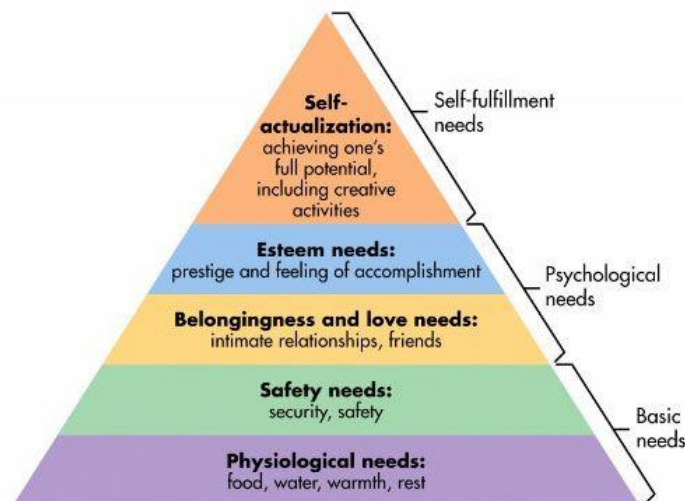 Self-
actualization:
achieving one's
full potential,
including creative
activities
Self-fulfillment
needs
Esteem needs:
prestige and feeling of accomplishment
Psychological
needs
Belongingness and love needs:
intimate relationships, friends
Safety needs:
security, safety
Basic
needs
Physiological needs:
food, water, warmth, rest